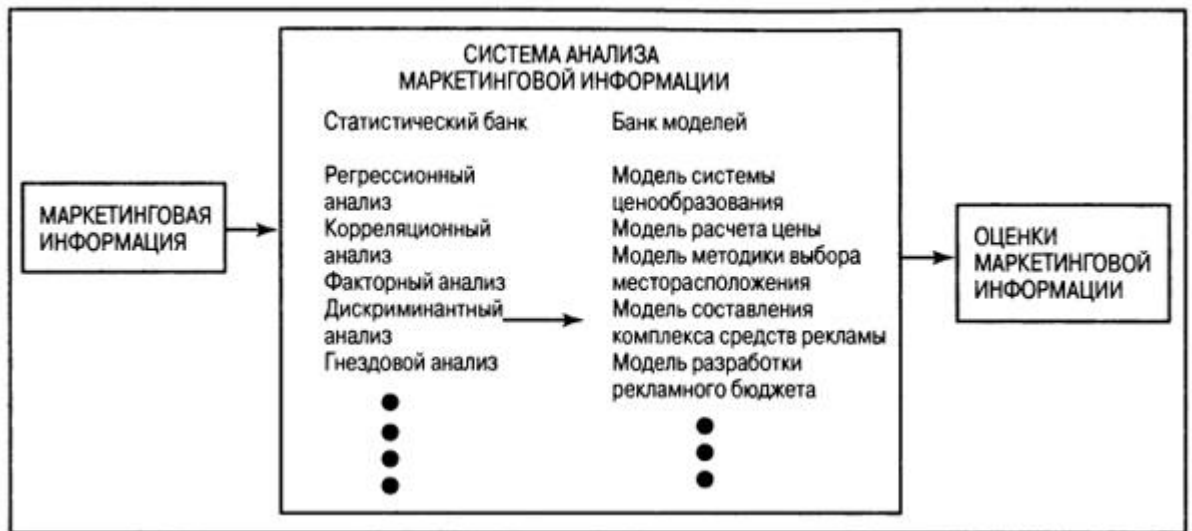 СИСТЕМА АНАЛИЗА
МАРКЕТИНГОВОЙ ИНФОРМАЦИИ
МАРКЕТИНГОВАЯ
ИНФОРМАЦИЯ
Статистический банк
Регрессионный
анализ
Корреляционный
анализ
Факторный анализ
Дискриминантный
анализ
Гнездовой анализ
Банк моделей
Модель системы
ценообразования
Модель расчета цены
Модель методики выбора
месторасположения
Модель составления
комплекса средств рекламы
Модель разработки
рекламного бюджета
ОЦЕНКИ
МАРКЕТИНГОВОЙ
ИНФОРМАЦИИ